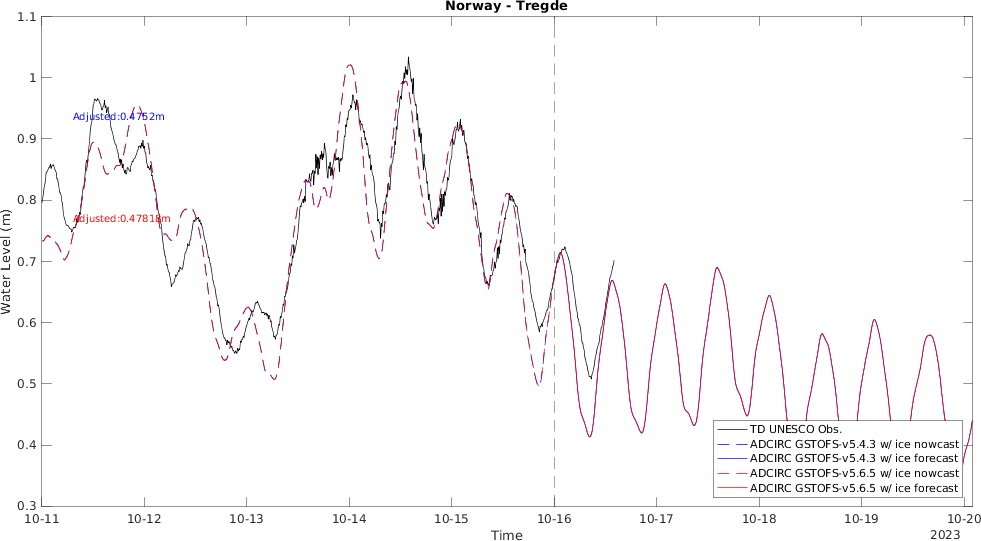 Norway - Tregde
1.1
1
0.9
0.8
0.7
0.6
0.5
0.4
0.3
Water Level (m)
Adjusted:0.4752m
Adjusted:0.47818m
TD UNESCO Obs.
ADCIRC GSTOFS-v5.4.3 w/ ice nowcast
ADCIRC GSTOFS-v5.4.3 w/ ice forecast
ADCIRC GSTOFS-v5.6.5 w/ ice nowcast
ADCIRC GSTOFS-v5.6.5 w/ ice forecast
10-11 10-12 10-13 10-14 10-15 10-16 10-17 10-18 10-19 10-20
Time
2023